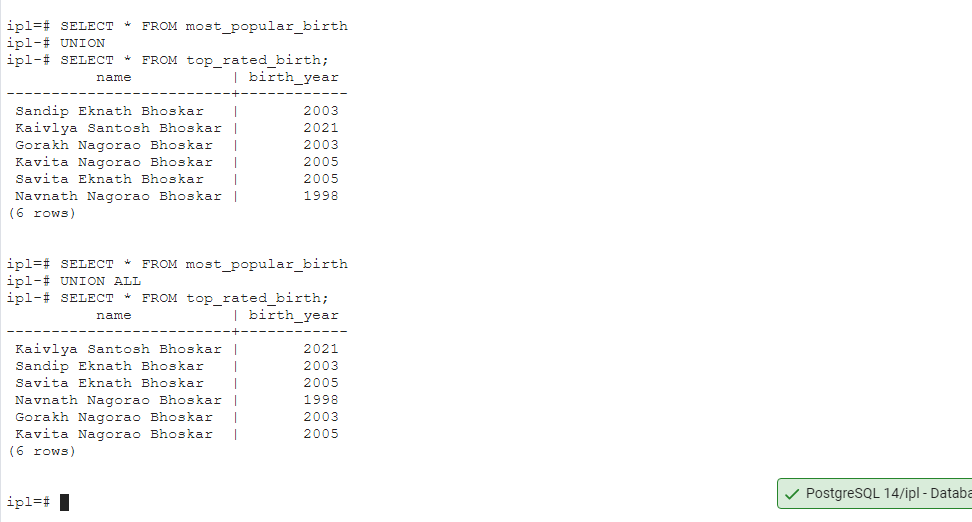 ipl=# SELECT * FROM most_popular_birth
ipl-# UNION
ipl-# SELECT * FROM top_rated_birth;
          name           | birth_year
-------------------------+------------
 Sandip Eknath Bhoskar   |       2003
 Kaivlya Santosh Bhoskar |       2021
 Gorakh Nagorao Bhoskar  |       2003
 Kavita Nagorao Bhoskar  |       2005
 Savita Eknath Bhoskar   |       2005
 Navnath Nagorao Bhoskar |       1998
(6 rows)
ipl=# SELECT * FROM most_popular_birth
ipl-# UNION ALL
ipl-# SELECT * FROM top_rated_birth;
          name           | birth_year
-------------------------+------------
 Kaivlya Santosh Bhoskar |       2021
 Sandip Eknath Bhoskar   |       2003
 Savita Eknath Bhoskar   |       2005
 Navnath Nagorao Bhoskar |       1998
 Gorakh Nagorao Bhoskar  |       2003
 Kavita Nagorao Bhoskar  |       2005
(6 rows)
ipl=#
PostgreSQL 14/ipl - Databa